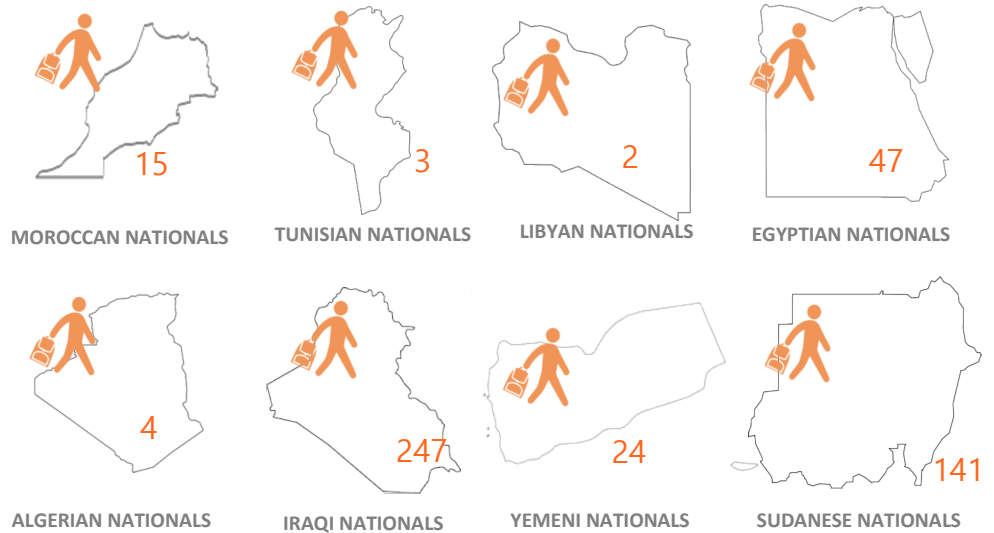 15
3
2
47
MOROCCAN NATIONALS
TUNISIAN NATIONALS
LIBYAN NATIONALS
EGYPTIAN NATIONALS
4
247
24
141
ALGERIAN NATIONALS
IRAQI NATIONALS
YEMENI NATIONALS
SUDANESE NATIONALS